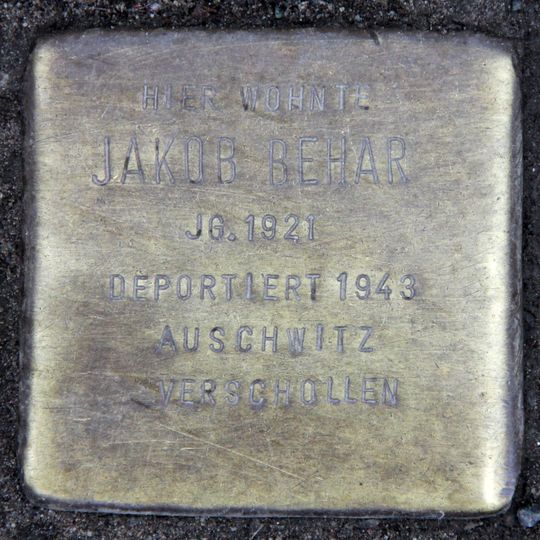 HIER WOHNTE
JAKOB BEHAR
JG. 1921
DEPORTIERT 1943
AUSCHWITZ
VERSCHOLLEN